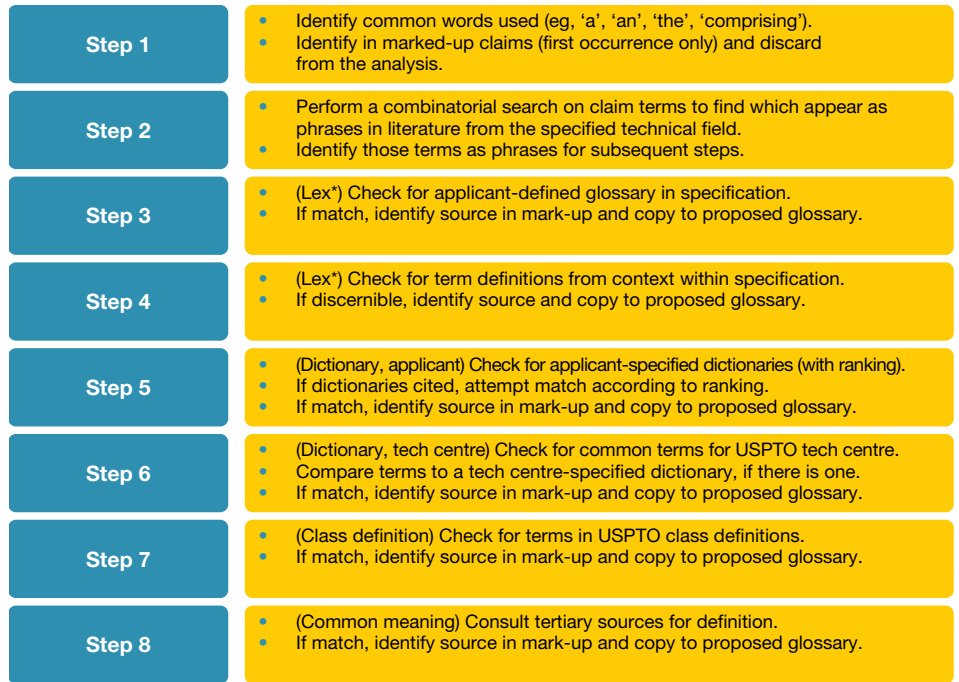 Step 1
• Identify common words used (eg, ‘a’, ‘an’, ‘the’, ‘comprising’).
• Identify in marked-up claims (first occurrence only) and discard
from the analysis.
Step 2
• Perform a combinatorial search on claim terms to find which appear as
phrases in literature from the specified technical field.
• Identify those terms as phrases for subsequent steps.
Step 3
• (Lex*) Check for applicant-defined glossary in specification.
• If match, identify source in mark-up and copy to proposed glossary.
Step 4
• (Lex*) Check for term definitions from context within specification.
• If discernible, identify source and copy to proposed glossary.
Step 5
• (Dictionary, applicant) Check for applicant-specified dictionaries (with ranking).
• If dictionaries cited, attempt match according to ranking.
• If match, identify source in mark-up and copy to proposed glossary.
Step 6
• (Dictionary, tech centre) Check for common terms for USPTO tech centre.
• Compare terms to a tech centre-specified dictionary, if there is one.
• If match, identify source in mark-up and copy to proposed glossary.
Step 7
• (Class definition) Check for terms in USPTO class definitions.
• If match, identify source in mark-up and copy to proposed glossary.
Step 8
• (Common meaning) Consult tertiary sources for definition.
• If match, identify source in mark-up and copy to proposed glossary.